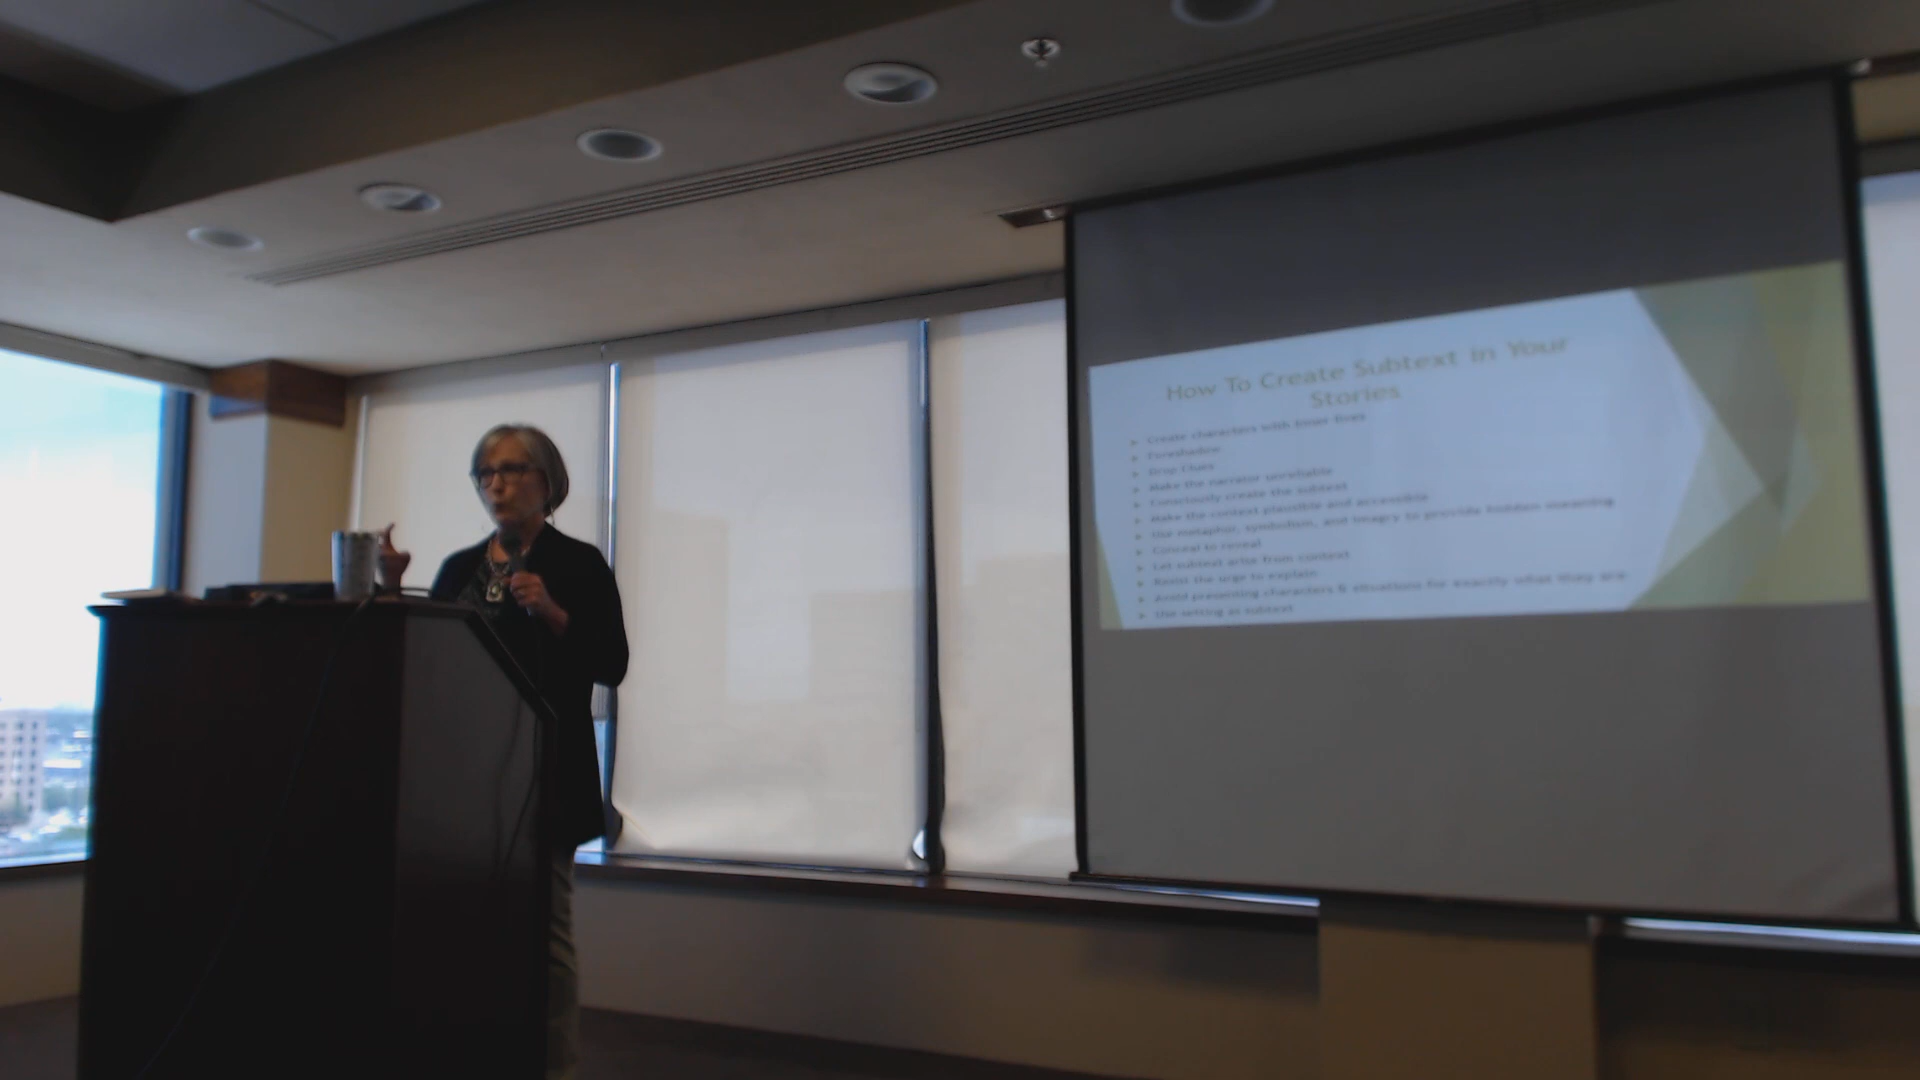 How To Create Subtext in Your
Stories
Create characters with inner lives
Foreshadow
Drop Clues
Make the narrator unreliable
Consciously create the subtext
Make the context plausible and accessible
Use metaphor, symbolism, and imagry to provide hidden meaning
Conceal to reveal
Let subtext arise from context
Resist the urge to explain
Avoid presenting characters & situations for exactly what they are
Use setting as subtext